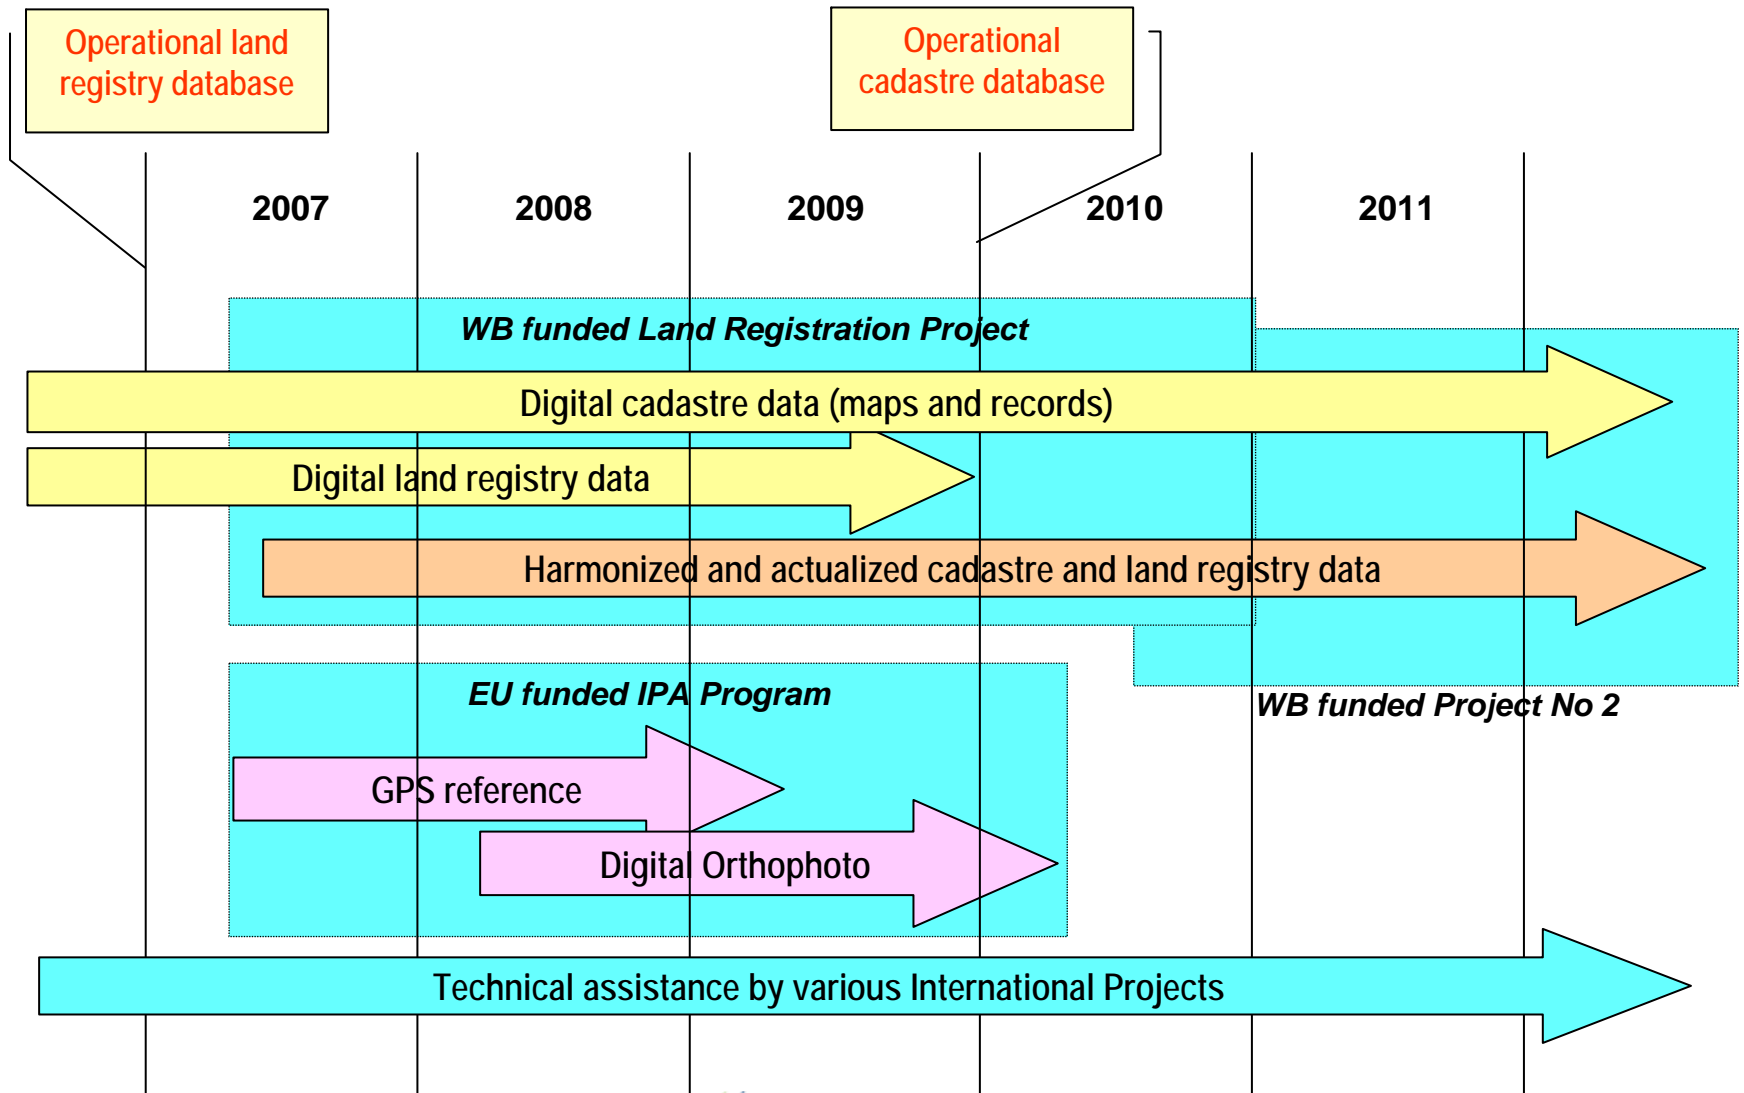 Operational land
registry database
Operational
cadastre database
2007 2008 2009 2010 2011
WB funded Land Registration Project
Digital cadastre data (maps and records)
Digital land registry data
Harmonized and actualized cadastre and land registry data
EU funded IPA Program
WB funded Project No 2
GPS reference
Digital Orthophoto
Technical assistance by various International Projects